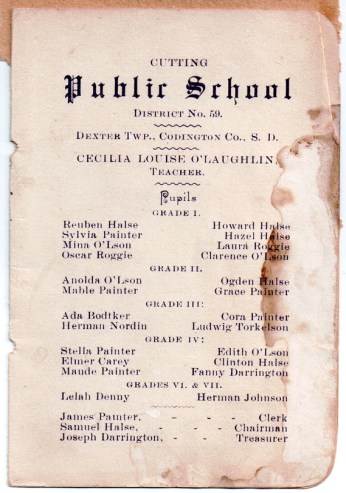 CUTTING
Public School
DISTRICT NO. 59.
DEXTER TWP., CODINGTON CO., S. D.
CECILIA LOUISE O'LAUGHLIN,
TEACHER.
Pupils
GRADE I.
Reuben Halse Howard Halse
Sylvia Painter Hazel Halse
Mina O'Lson Laura Roggie
Oscar Roggie Clarence O'Lson
GRADE II.
Anolda O'Lson Ogden Halse
Mable Painter Grace Painter
GRADE III:
Ada Bodtker Cora Painter
Herman Nordin Ludwig Torkelson
GRADE IV:
Stella Painter Edith O'Lson
Elmer Carey Clinton Halse
Maude Painter Fanny Darrington
GRADES VI. & VII.
Lelah Denny Herman Johnson
James Painter, - - - Clerk
Samuel Halse, - - - Chairman
Joseph Darrington, - - Treasurer